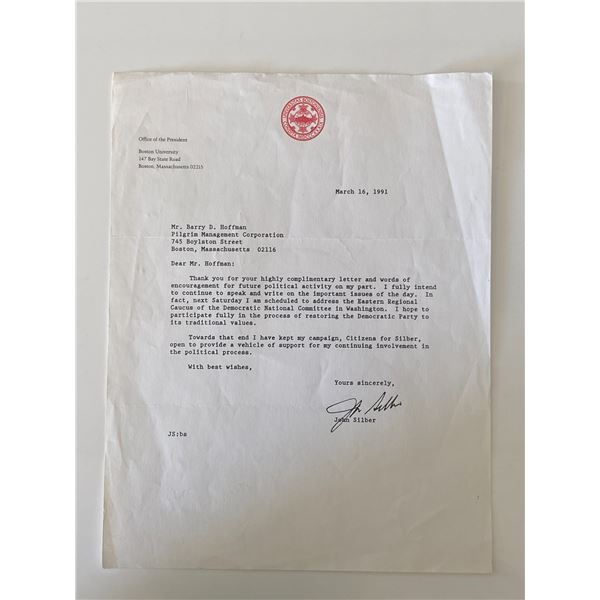 Office of the President
Boston University
147 Bay State Road
Boston, Massachusetts 02215
March 16, 1991
Mr. Barry D. Hoffman
Pilgrim Management Corporation
745 Boylston Street
Boston, Massachusetts 02116
Dear Mr. Hoffman:
Thank you for your highly complimentary letter and words of
encouragement for future political activity on my part. I fully intend
to continue to speak and write on the important issues of the day. In
fact, next Saturday I am scheduled to address the Eastern Regional
Caucus of the Democratic National Committee in Washington. I hope to
participate fully in the process of restoring the Democratic Party to
its traditional values.
Towards that end I have kept my campaign, Citizens for Silber,
open to provide a vehicle of support for my continuing involvement in
the political process.
With best wishes,
Yours sincerely,
John Silber
JS:bs